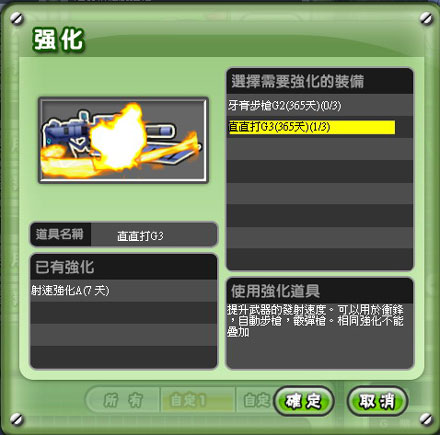 强化
選擇需要強化的裝備
牙膏步槍G2(365天)(0/3)
直直打G3(365天)(1/3)
道具名稱
直直打G3
已有強化
射速強化A(7 天)
使用強化道具
提升武器的發射速度。可以用於衝鋒
，自動步槍，霰彈槍。相同強化不能
疊加
所 有
自定1
自定
確定
取消